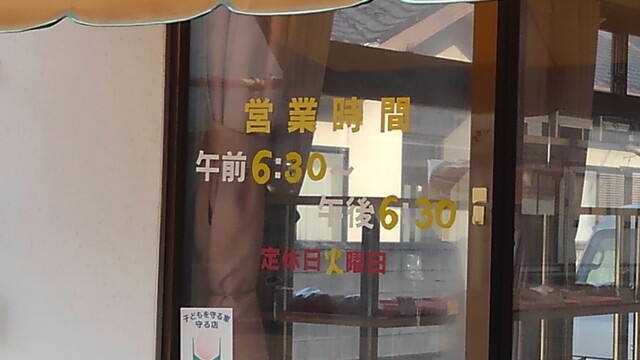 営業時間
午前6:30〜
午後6:30
定休日火曜日
子どもを守る家
守る店